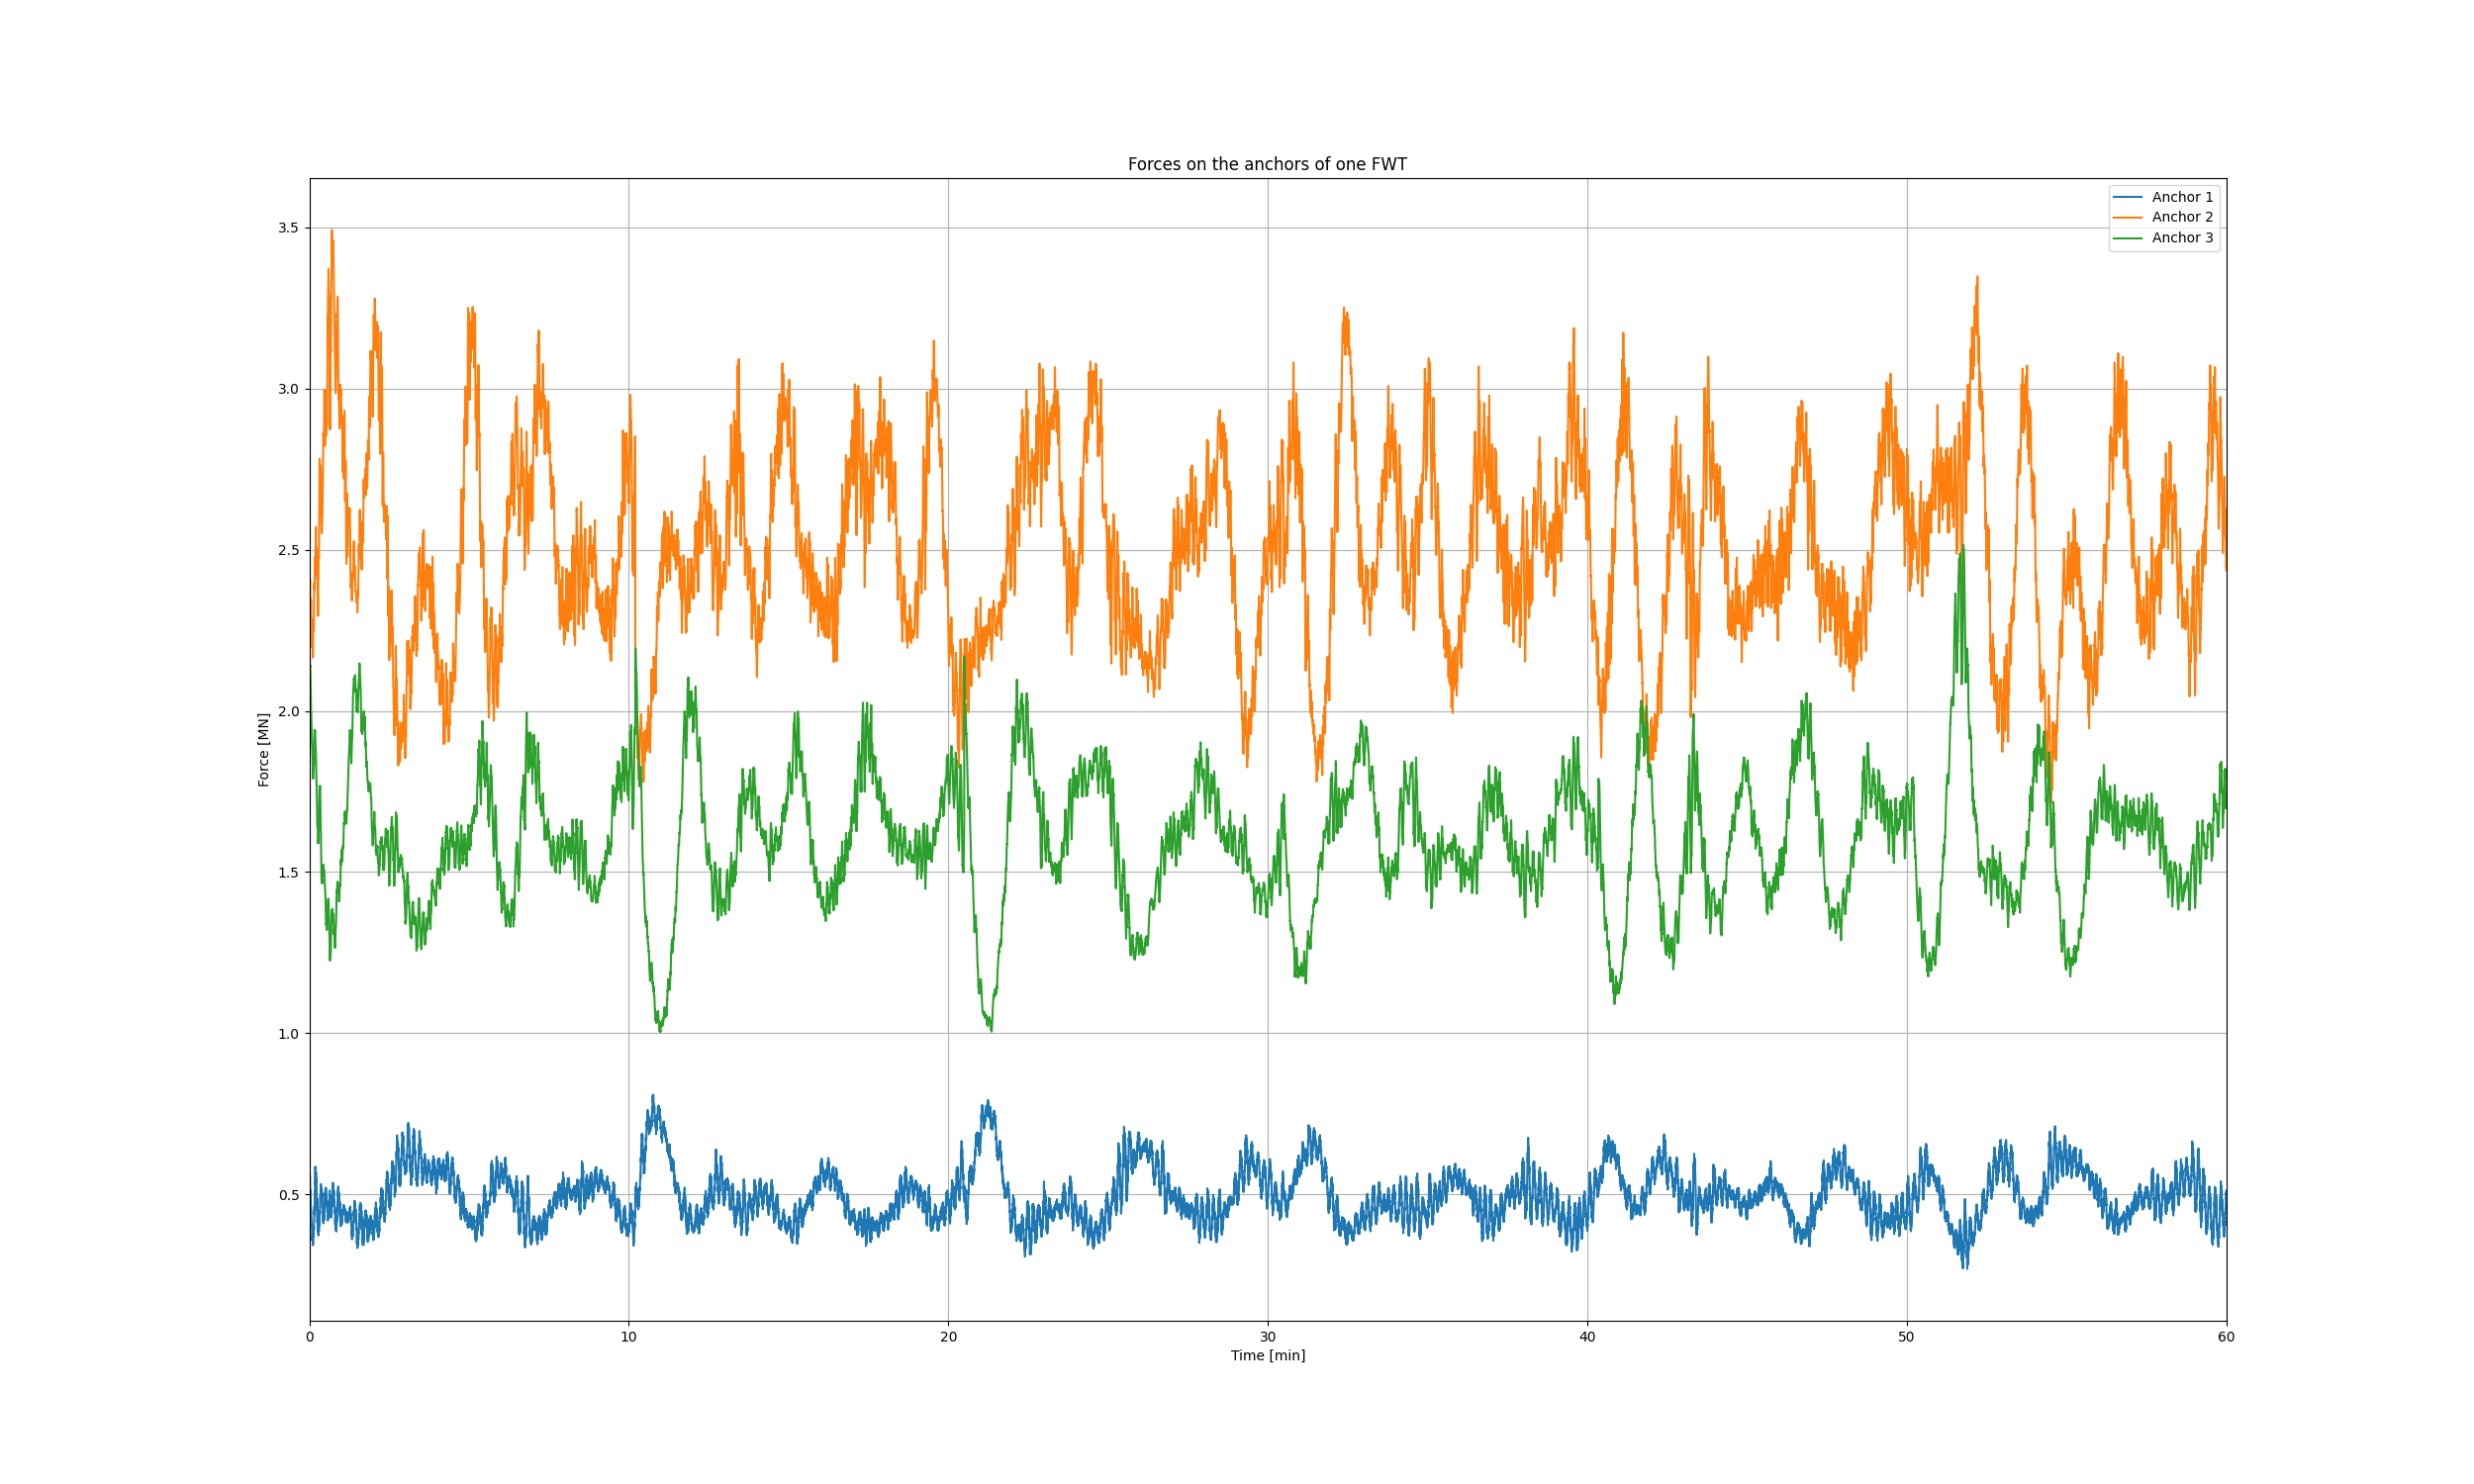 Forces on the anchors of one FWT
Anchor 1
Anchor 2
Anchor 3
Force [MN]
3.5
3.0
2.5
2.0
1.5
1.0
0.5
0 10 20 30 40 50 60
Time [min]